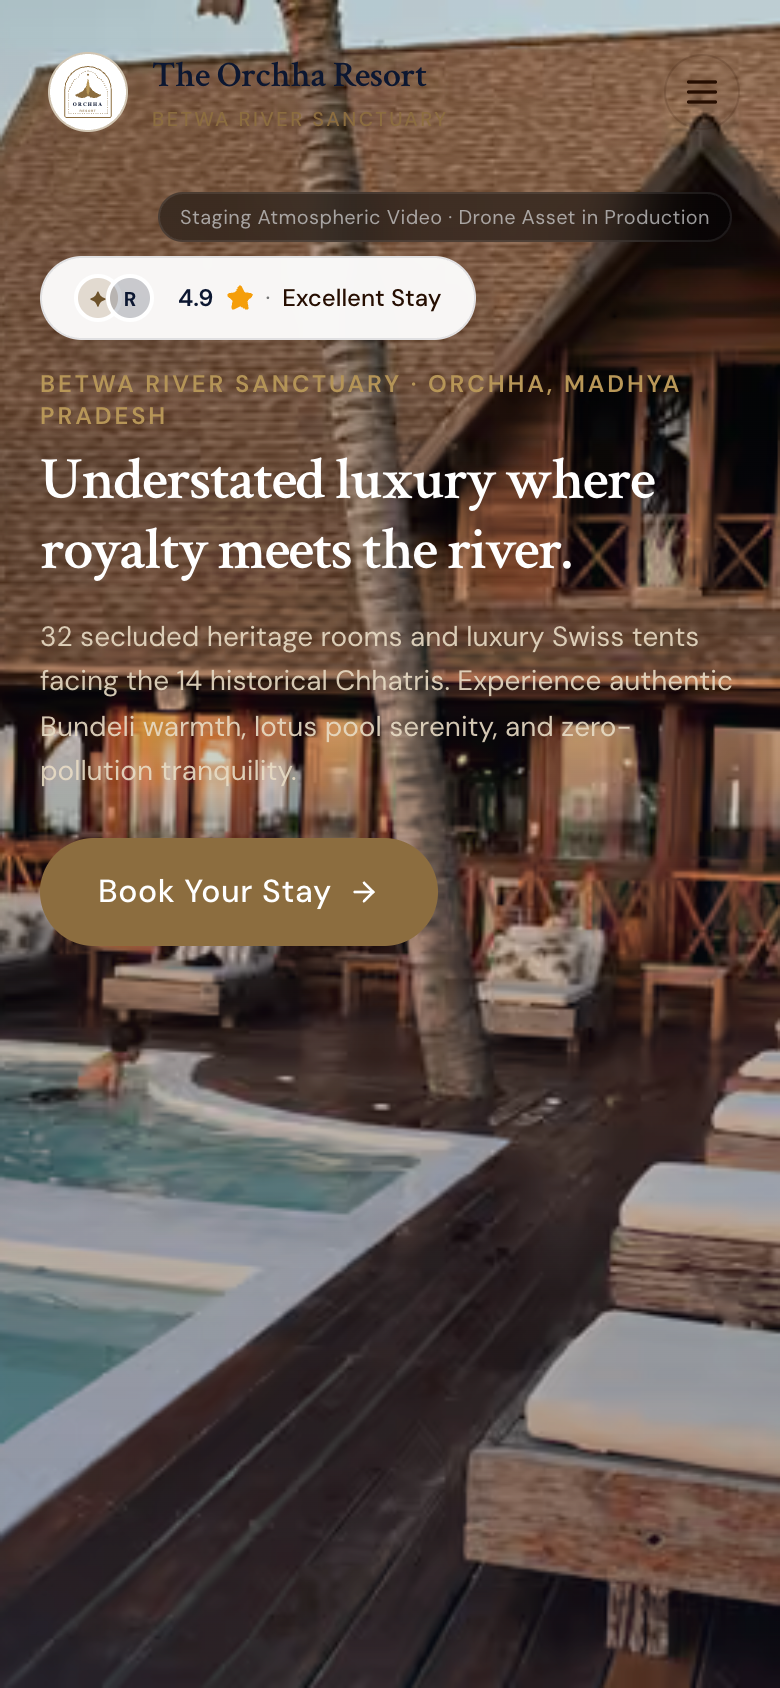 ORCHHA
RESORT
The Orchha Resort
BETWA RIVER SANCTUARY
Staging Atmospheric Video · Drone Asset in Production
✦ R 4.9 ★ · Excellent Stay
BETWA RIVER SANCTUARY · ORCHHA, MADHYA
PRADESH
Understated luxury where
royalty meets the river.
32 secluded heritage rooms and luxury Swiss tents
facing the 14 historical Chhatris. Experience authentic
Bundeli warmth, lotus pool serenity, and zero-
pollution tranquility.
Book Your Stay →